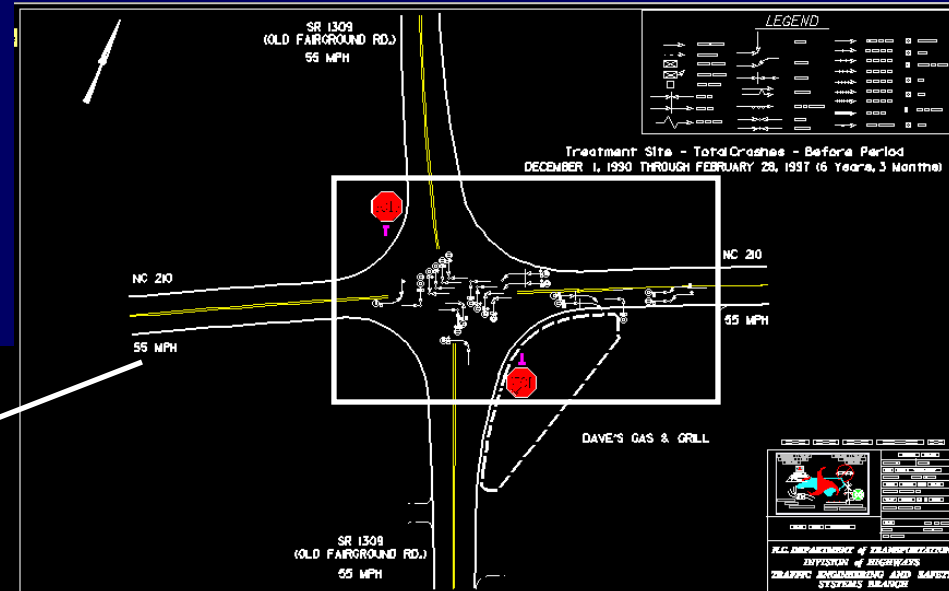 SR 1309
(OLD FAIRGROUND RD.)
55 MPH
LEGEND
Treatment Site - Total Crashes - Before Period
DECEMBER 1, 1990 THROUGH FEBRUARY 28, 1997 (6 Years, 3 Months)
NC 210
NC 210
55 MPH
55 MPH
DAVE'S GAS & GRILL
SR 1309
(OLD FAIRGROUND RD.)
55 MPH
N.C. DEPARTMENT of TRANSPORTATION
DIVISION of HIGHWAYS
TRAFFIC ENGINEERING AND SAFETY
SYSTEMS BRANCH